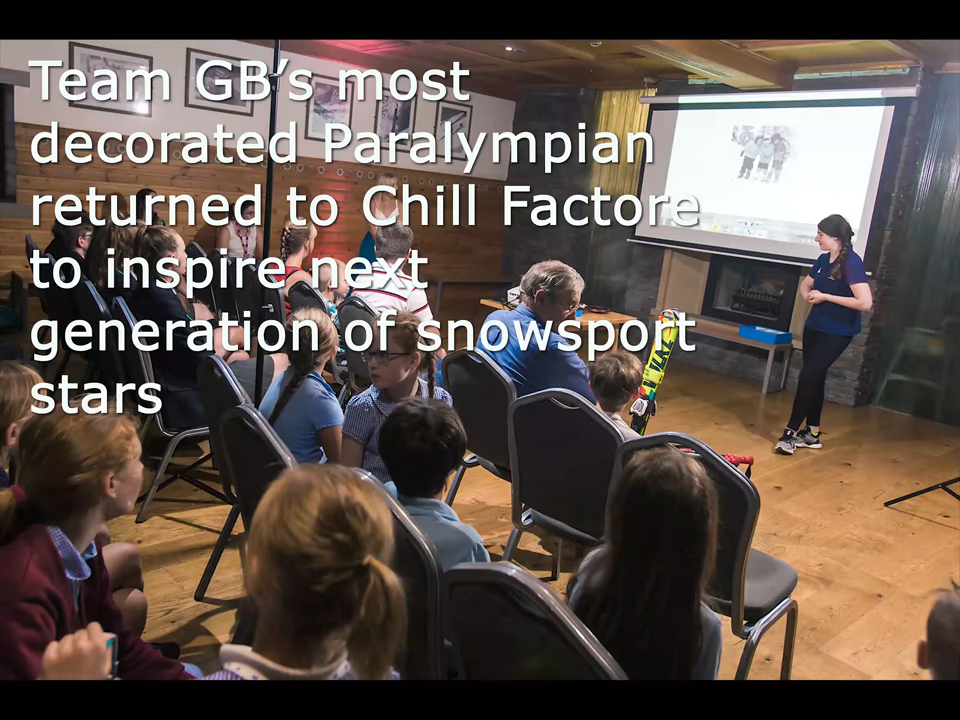 Team GB’s most
decorated Paralympian
returned to Chill Factore
to inspire next
generation of snowsport
stars